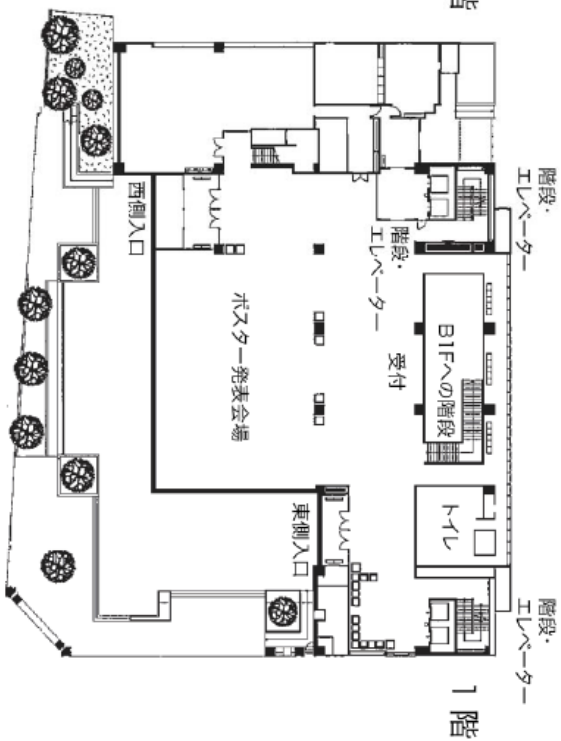 階
階段・
エレベーター
西側入口
階段・
エレベーター
B1Fへの階段
受付
ポスター発表会場
トイレ
東側入口
階段・
エレベーター
1 階